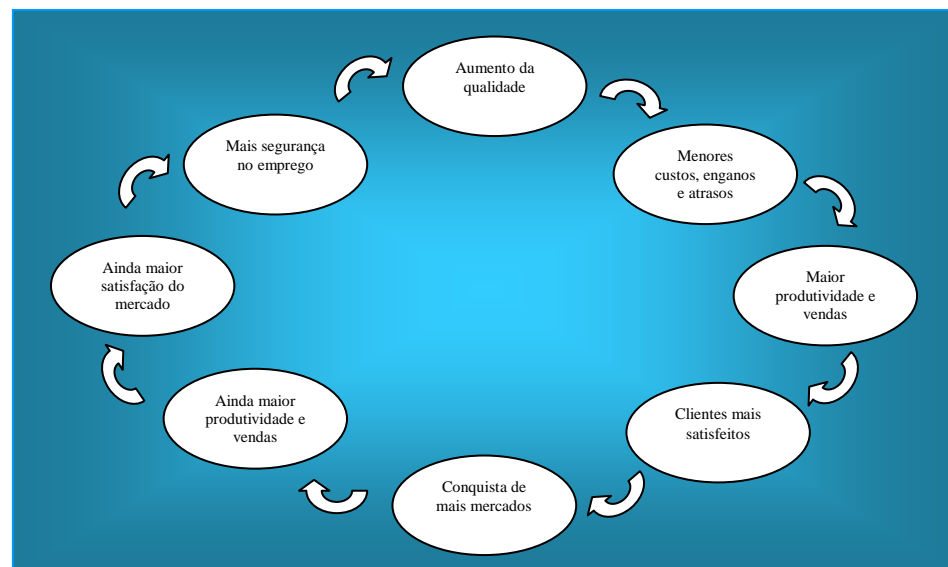 Aumento da
qualidade
Menores
custos, enganos
e atrasos
Maior
produtividade e
vendas
Clientes mais
satisfeitos
Conquista de
mais mercados
Ainda maior
produtividade e
vendas
Ainda maior
satisfação do
mercado
Mais segurança
no emprego